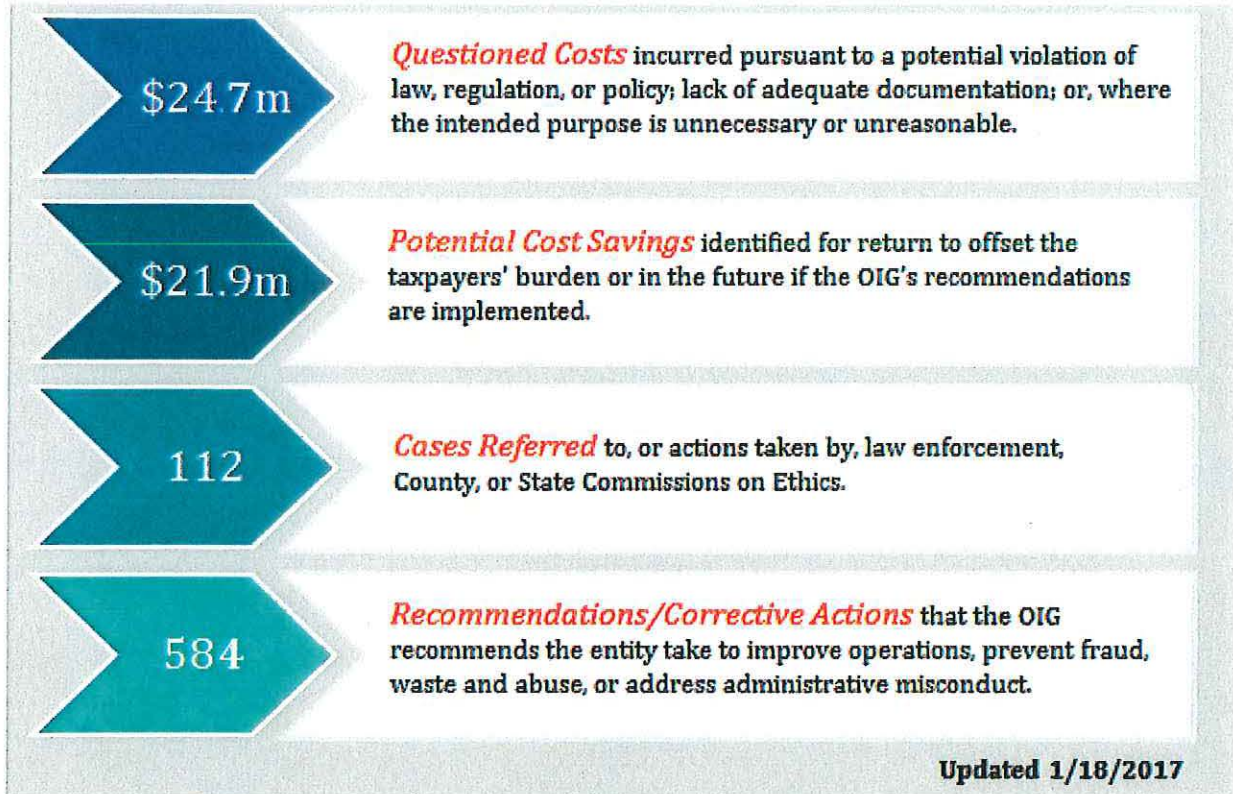 $24.7m
Questioned Costs incurred pursuant to a potential violation of
law, regulation, or policy; lack of adequate documentation; or, where
the intended purpose is unnecessary or unreasonable.
$21.9m
Potential Cost Savings identified for return to offset the
taxpayers' burden or in the future if the OIG's recommendations
are implemented.
112
Cases Referred to, or actions taken by, law enforcement,
County, or State Commissions on Ethics.
584
Recommendations/Corrective Actions that the OIG
recommends the entity take to improve operations, prevent fraud,
waste and abuse, or address administrative misconduct.
Updated 1/18/2017